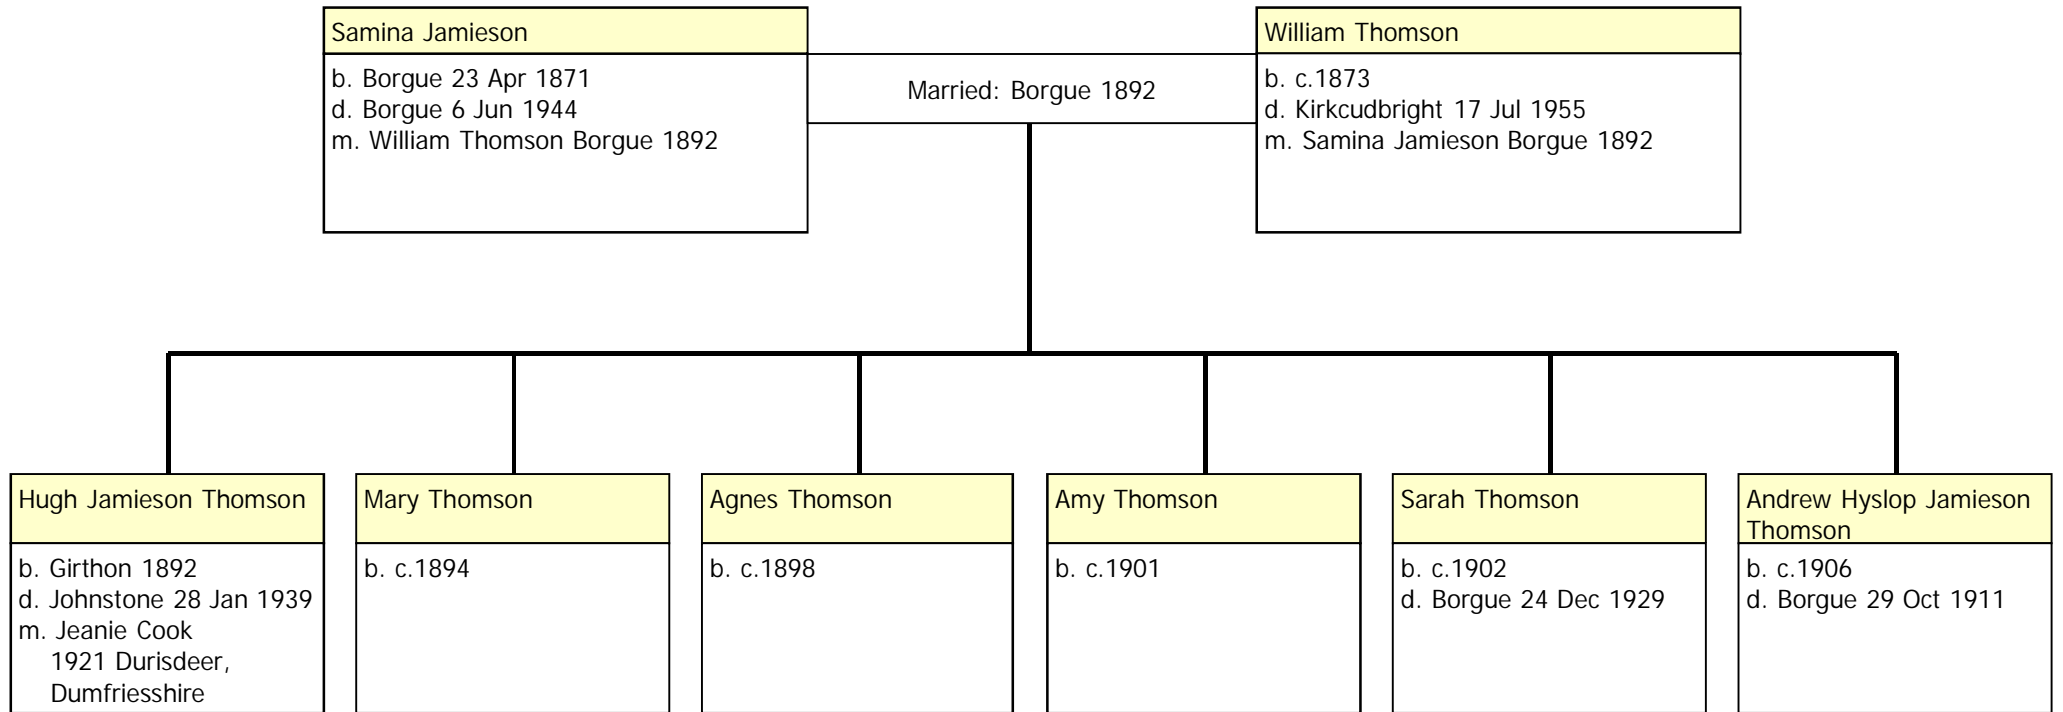 Samina Jamieson
b. Borgue 23 Apr 1871
d. Borgue 6 Jun 1944
m. William Thomson Borgue 1892
Married: Borgue 1892
William Thomson
b. c.1873
d. Kirkcudbright 17 Jul 1955
m. Samina Jamieson Borgue 1892
Hugh Jamieson Thomson
b. Girthon 1892
d. Johnstone 28 Jan 1939
m. Jeanie Cook
1921 Durisdeer,
Dumfriesshire
Mary Thomson
b. c.1894
Agnes Thomson
b. c.1898
Amy Thomson
b. c.1901
Sarah Thomson
b. c.1902
d. Borgue 24 Dec 1929
Andrew Hyslop Jamieson
Thomson
b. c.1906
d. Borgue 29 Oct 1911